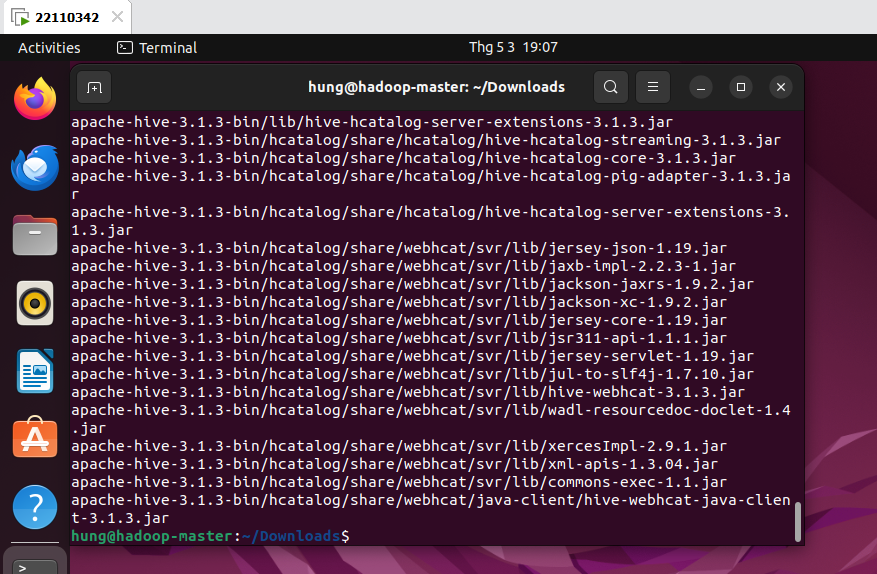 22110342
Activities
Terminal
Thg 5 3 19:07
hung@hadoop-master: ~/Downloads
apache-hive-3.1.3-bin/lib/hive-hcatalog-server-extensions-3.1.3.jar
apache-hive-3.1.3-bin/hcatalog/share/hcatalog/hive-hcatalog-streaming-3.1.3.jar
apache-hive-3.1.3-bin/hcatalog/share/hcatalog/hive-hcatalog-core-3.1.3.jar
apache-hive-3.1.3-bin/hcatalog/share/hcatalog/hive-hcatalog-pig-adapter-3.1.3.ja
r
apache-hive-3.1.3-bin/hcatalog/share/hcatalog/hive-hcatalog-server-extensions-3.
1.3.jar
apache-hive-3.1.3-bin/hcatalog/share/webhcat/svr/lib/jersey-json-1.19.jar
apache-hive-3.1.3-bin/hcatalog/share/webhcat/svr/lib/jaxb-impl-2.2.3-1.jar
apache-hive-3.1.3-bin/hcatalog/share/webhcat/svr/lib/jackson-jaxrs-1.9.2.jar
apache-hive-3.1.3-bin/hcatalog/share/webhcat/svr/lib/jackson-xc-1.9.2.jar
apache-hive-3.1.3-bin/hcatalog/share/webhcat/svr/lib/jersey-core-1.19.jar
apache-hive-3.1.3-bin/hcatalog/share/webhcat/svr/lib/jsr311-api-1.1.1.jar
apache-hive-3.1.3-bin/hcatalog/share/webhcat/svr/lib/jersey-servlet-1.19.jar
apache-hive-3.1.3-bin/hcatalog/share/webhcat/svr/lib/jul-to-slf4j-1.7.10.jar
apache-hive-3.1.3-bin/hcatalog/share/webhcat/svr/lib/hive-webhcat-3.1.3.jar
apache-hive-3.1.3-bin/hcatalog/share/webhcat/svr/lib/wadl-resourcedoc-doclet-1.4
.jar
apache-hive-3.1.3-bin/hcatalog/share/webhcat/svr/lib/xercesImpl-2.9.1.jar
apache-hive-3.1.3-bin/hcatalog/share/webhcat/svr/lib/xml-apis-1.3.04.jar
apache-hive-3.1.3-bin/hcatalog/share/webhcat/svr/lib/commons-exec-1.1.jar
apache-hive-3.1.3-bin/hcatalog/share/webhcat/java-client/hive-webhcat-java-clien
t-3.1.3.jar
hung@hadoop-master:~/Downloads$